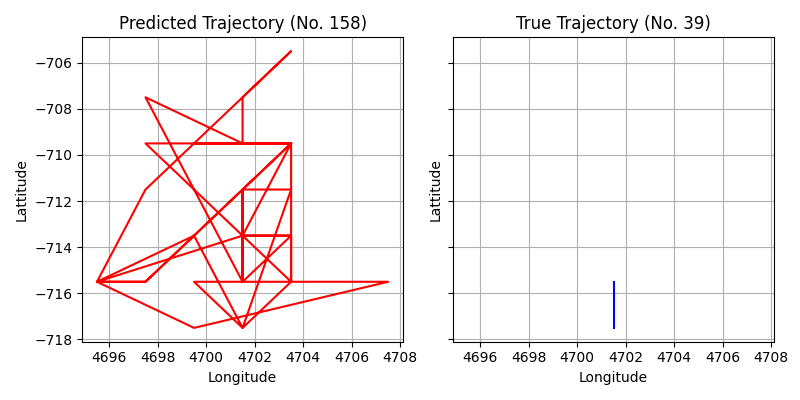 Predicted Trajectory (No. 158)
True Trajectory (No. 39)
−706
−708
−710
−712
−714
−716
−718
Lattitude
Lattitude
4696 4698 4700 4702 4704 4706 4708
4696 4698 4700 4702 4704 4706 4708
Longitude
Longitude